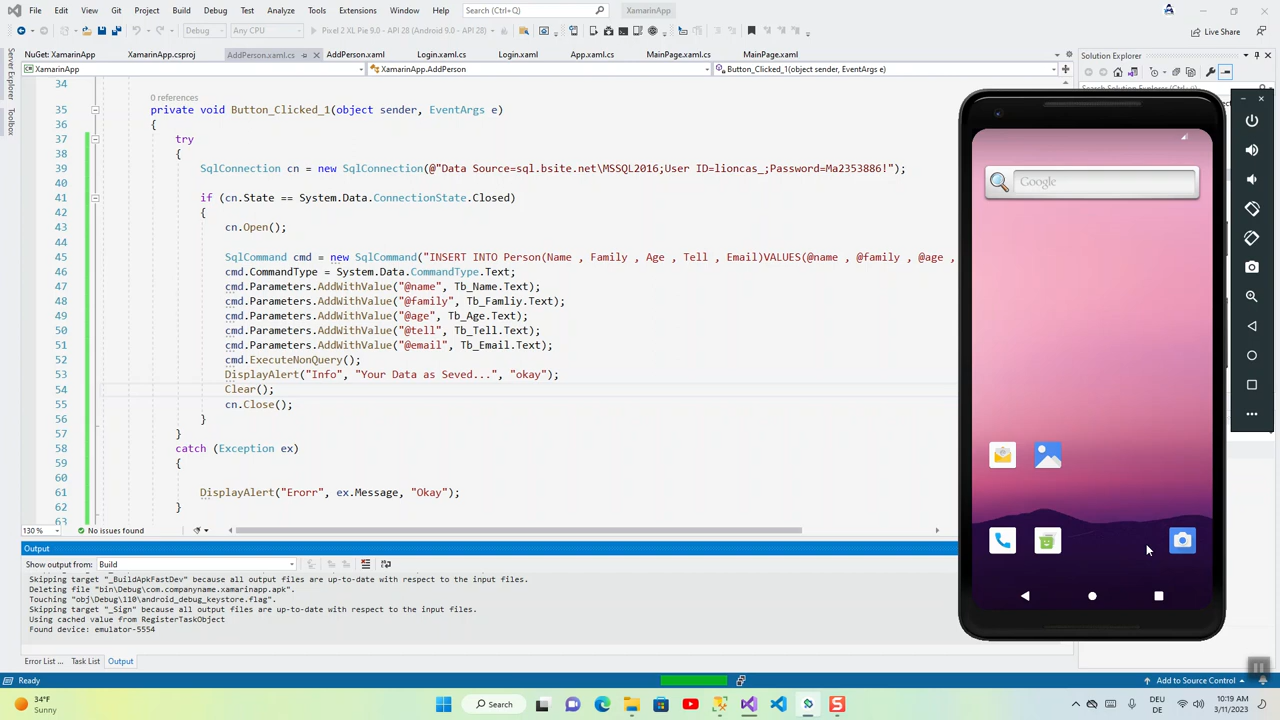 File Edit View Git Project Build Debug Test Analyze Tools Extensions Window Help Search (Ctrl+Q) XamarinApp
Debug Any CPU Pixel 2 XL Pie 9.0 - API 28 (Android 9.0 - API 28) Live Share
NuGet: XamarinApp XamarinApp.csproj AddPerson.xaml.cs AddPerson.xaml Login.xaml.cs Login.xaml App.xaml.cs MainPage.xaml.cs MainPage.xaml Solution Explorer
XamarinApp XamarinApp.AddPerson Button_Clicked_1(object sender, EventArgs e)
Server Explorer
Toolbox
34
0 references
35 private void Button_Clicked_1(object sender, EventArgs e)
36 {
37 try
38 {
39 SqlConnection cn = new SqlConnection(@"Data Source=sql.bsite.net\MSSQL2016;User ID=lioncas_;Password=Ma2353886!");
40
41 if (cn.State == System.Data.ConnectionState.Closed)
42 {
43 cn.Open();
44
45 SqlCommand cmd = new SqlCommand("INSERT INTO Person(Name , Family , Age , Tell , Email)VALUES(@name , @family , @age ,
46 cmd.CommandType = System.Data.CommandType.Text;
47 cmd.Parameters.AddWithValue("@name", Tb_Name.Text);
48 cmd.Parameters.AddWithValue("@family", Tb_Famliy.Text);
49 cmd.Parameters.AddWithValue("@age", Tb_Age.Text);
50 cmd.Parameters.AddWithValue("@tell", Tb_Tell.Text);
51 cmd.Parameters.AddWithValue("@email", Tb_Email.Text);
52 cmd.ExecuteNonQuery();
53 DisplayAlert("Info", "Your Data as Seved...", "okay");
54 Clear();
55 cn.Close();
56 }
57 }
58 catch (Exception ex)
59 {
60
61 DisplayAlert("Erorr", ex.Message, "Okay");
62 }
63
130 % No issues found
Output
Show output from: Build
Skipping target "_BuildApkFastDev" because all output files are up-to-date with respect to the input files.
Deleting file "bin\Debug\com.companyname.xamarinapp.apk".
Touching "obj\Debug\110\android_debug_keystore.flag".
Skipping target "_Sign" because all output files are up-to-date with respect to the input files.
Using cached value from RegisterTaskObject
Found device: emulator-5554
Error List ... Task List Output
Ready Add to Source Control
Google
34°F
Sunny
Search
DEU
DE
10:19 AM
3/11/2023